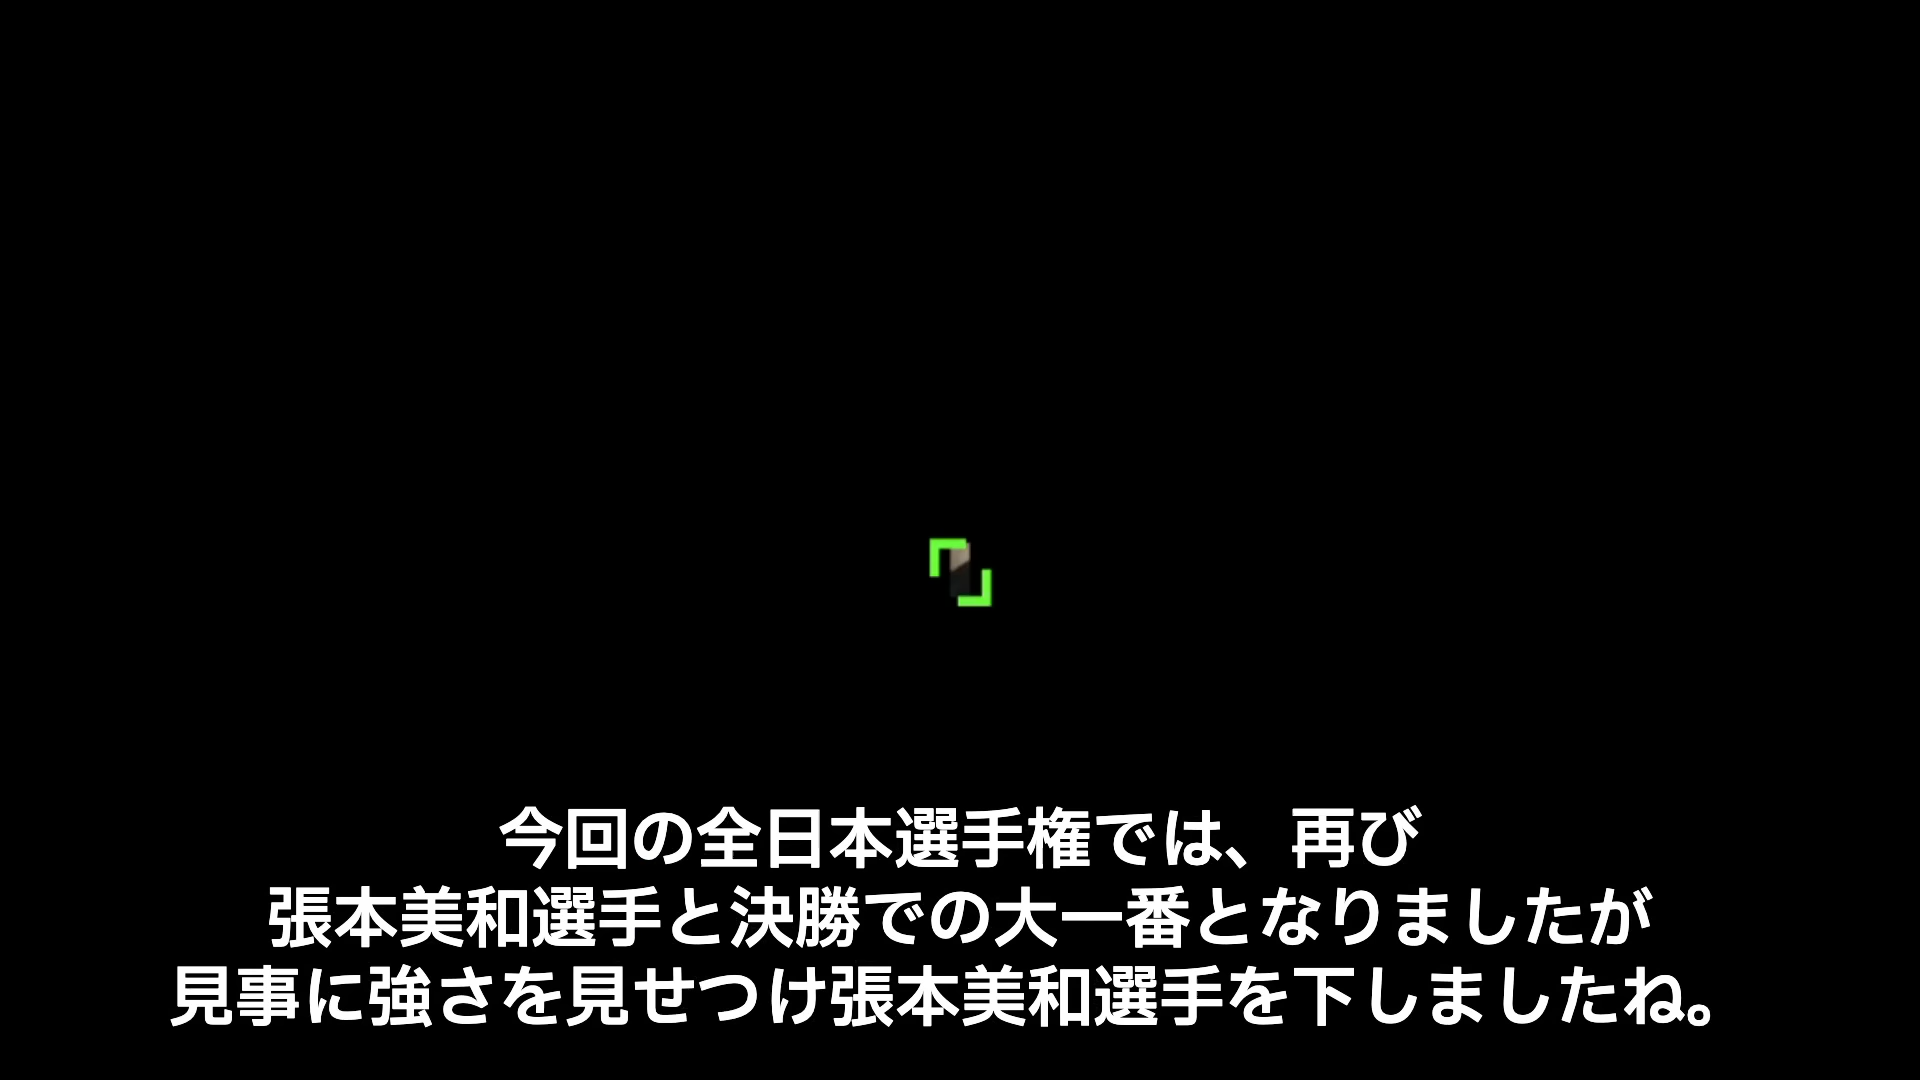 今回の全日本選手権では、再び
張本美和選手と決勝での大一番となりましたが
見事に強さを見せつけ張本美和選手を下しましたね。